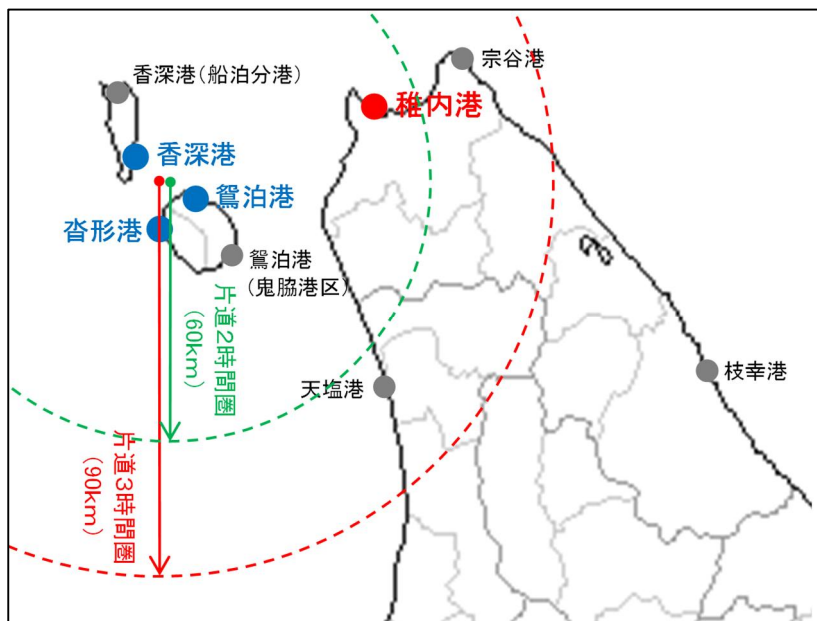 宗谷港
香深港(船泊分港)
稚内港
香深港
鴛泊港
沓形港
鴛泊港
(鬼脇港区)
片道2時間圏
(60km)
天塩港
枝幸港
片道3時間圏
(90km)